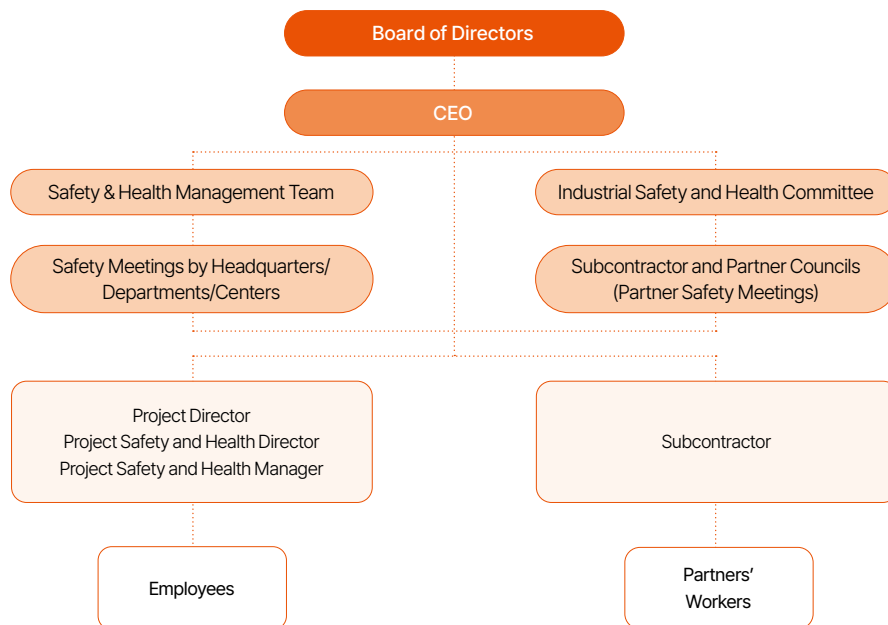 Board of Directors
CEO
Safety & Health Management Team
Industrial Safety and Health Committee
Safety Meetings by Headquarters/
Departments/Centers
Subcontractor and Partner Councils
(Partner Safety Meetings)
Project Director
Project Safety and Health Director
Project Safety and Health Manager
Subcontractor
Employees
Partners’
Workers